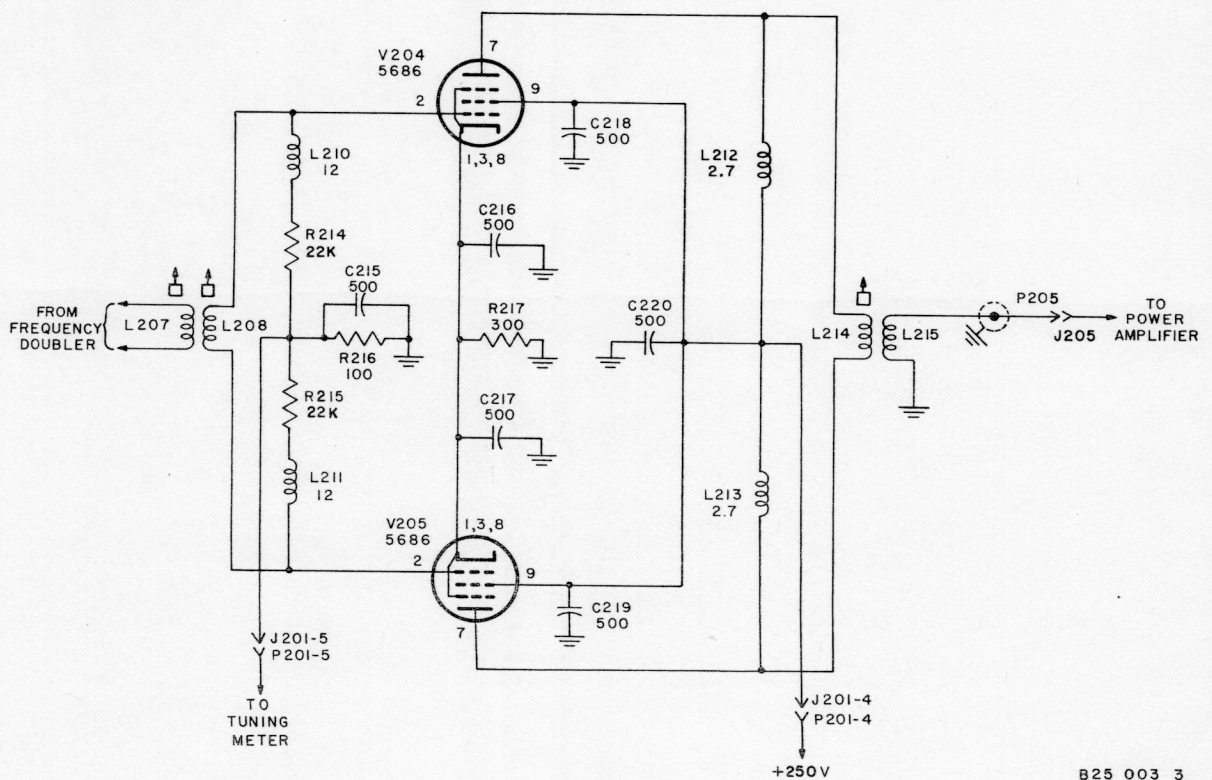 7
V204
5686
9
2
C218
500
1,3,8
L210
12
L212
2.7
C216
500
R214
22K
C215
500
FROM
FREQUENCY
DOUBLER
L207
L208
R217
300
C220
500
P205
TO
POWER
AMPLIFIER
J205
L214
L215
R216
100
R215
22K
C217
500
L211
12
L213
2.7
V205
5686
1,3,8
2
9
C219
500
7
J201-5
P201-5
TO
TUNING
METER
J201-4
P201-4
+250V
B25 003 3